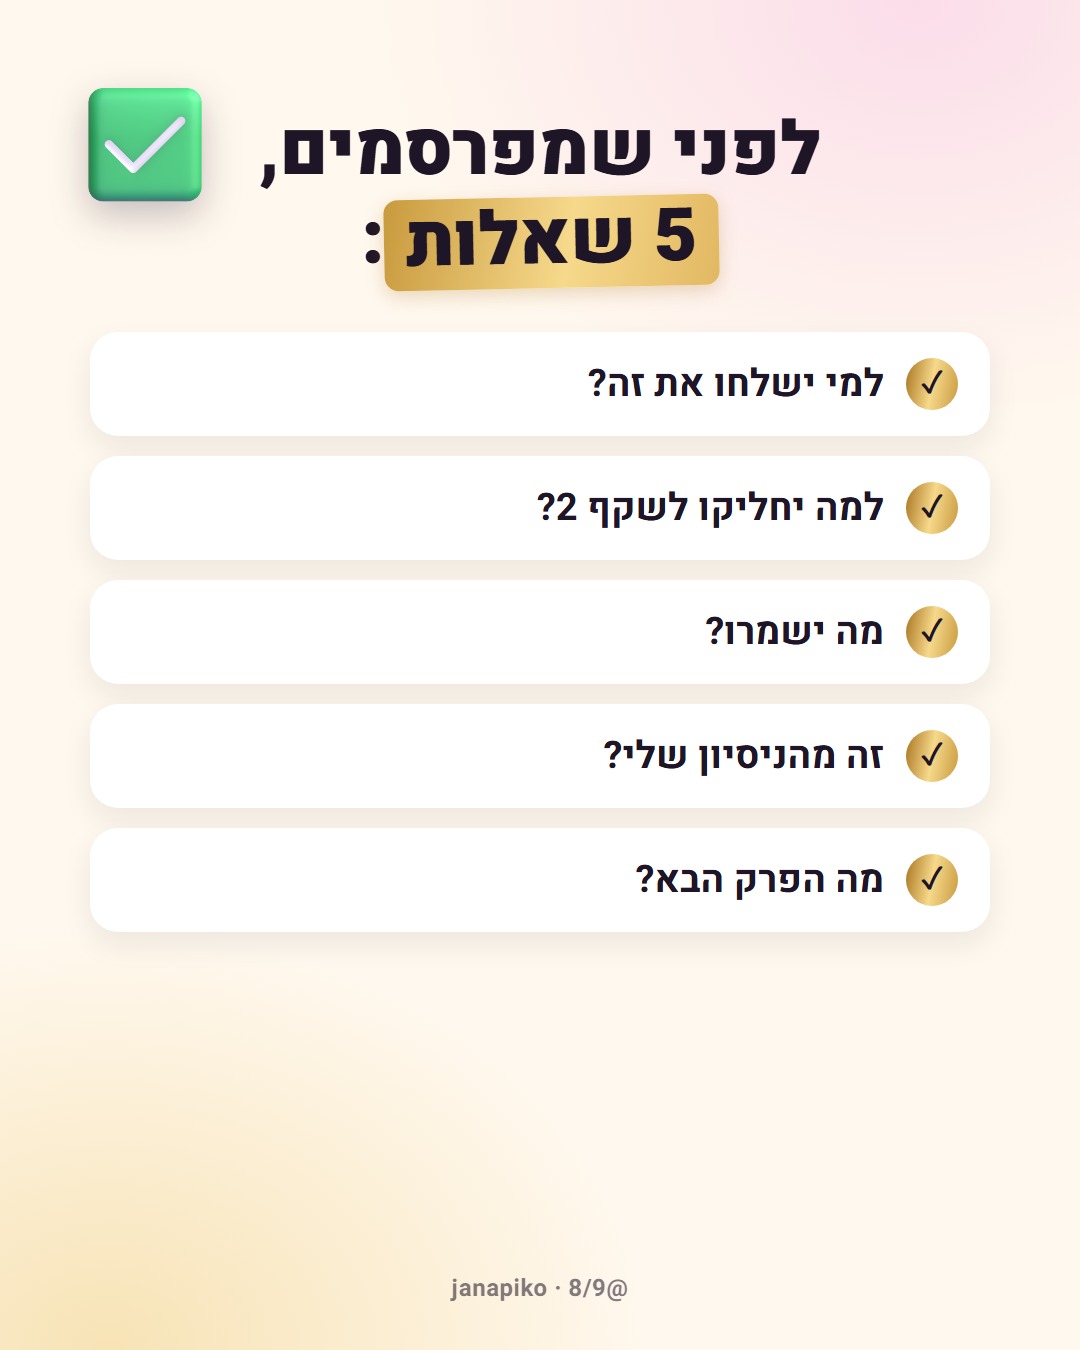 לפני שמפרסמים,
5 שאלות:
✓ למי ישלחו את זה?
✓ למה יחליקו לשקף 2?
✓ מה ישמרו?
✓ זה מהניסיון שלי?
✓ מה הפרק הבא?
janapiko · 8/9@